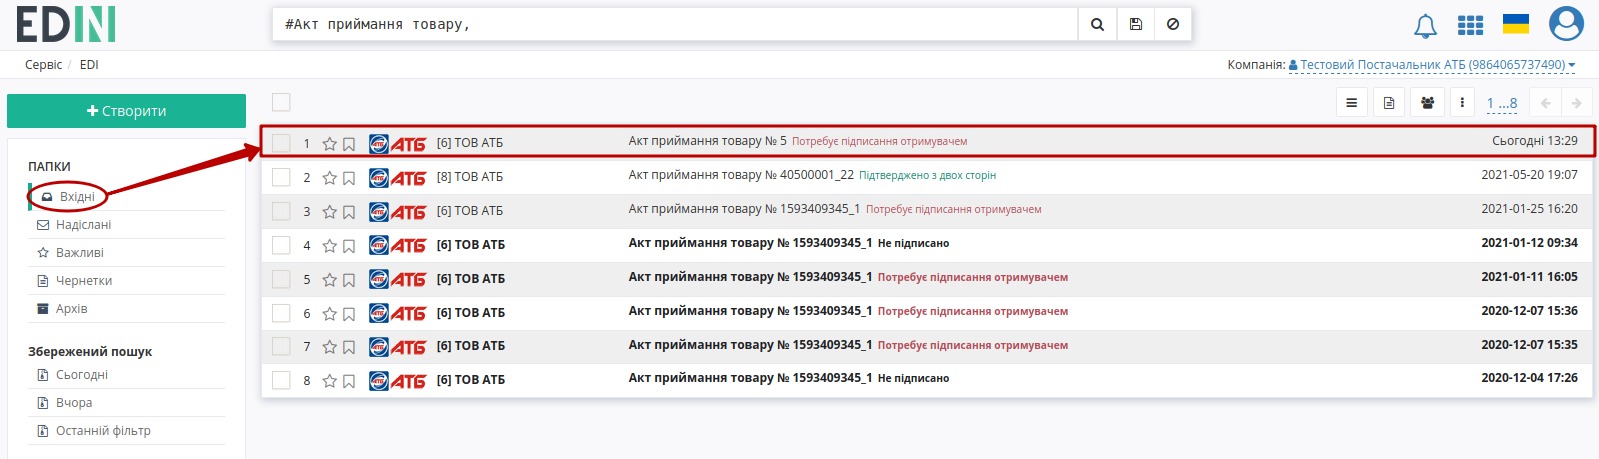 EDIN
#Акт приймання товару,
Сервіс / EDI
Компанія: Тестовий Постачальник АТБ (9864065737490)
Створити
1 ...8
ПАПКИ
Вхідні
Надіслані
Важливі
Чернетки
Архів
Збережений пошук
Сьогодні
Вчора
Останній фільтр
1 АТБ [6] ТОВ АТБ Акт приймання товару № 5 Потребує підписання отримувачем Сьогодні 13:29
2 АТБ [8] ТОВ АТБ Акт приймання товару № 40500001_22 Підтверджено з двох сторін 2021-05-20 19:07
3 АТБ [6] ТОВ АТБ Акт приймання товару № 1593409345_1 Потребує підписання отримувачем 2021-01-25 16:20
4 АТБ [6] ТОВ АТБ Акт приймання товару № 1593409345_1 Не підписано 2021-01-12 09:34
5 АТБ [6] ТОВ АТБ Акт приймання товару № 1593409345_1 Потребує підписання отримувачем 2021-01-11 16:05
6 АТБ [6] ТОВ АТБ Акт приймання товару № 1593409345_1 Потребує підписання отримувачем 2020-12-07 15:36
7 АТБ [6] ТОВ АТБ Акт приймання товару № 1593409345_1 Потребує підписання отримувачем 2020-12-07 15:35
8 АТБ [6] ТОВ АТБ Акт приймання товару № 1593409345_1 Не підписано 2020-12-04 17:26